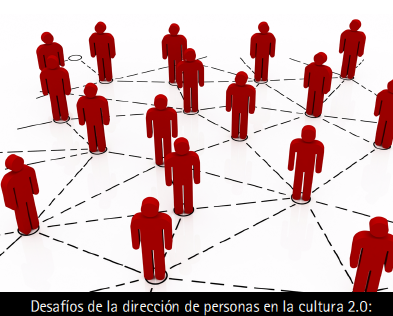 Desafíos de la dirección de personas en la cultura 2.0: